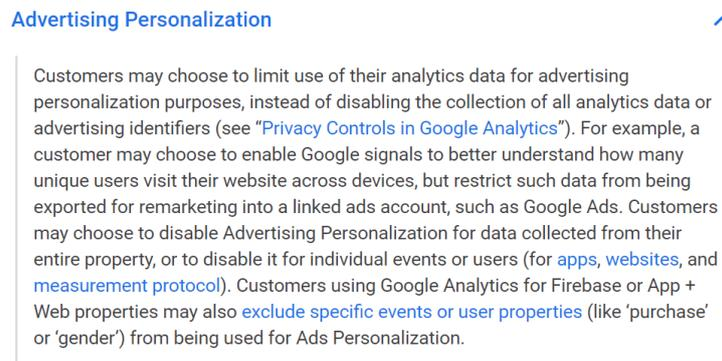 Advertising Personalization
Customers may choose to limit use of their analytics data for advertising
personalization purposes, instead of disabling the collection of all analytics data or
advertising identifiers (see “Privacy Controls in Google Analytics”). For example, a
customer may choose to enable Google signals to better understand how many
unique users visit their website across devices, but restrict such data from being
exported for remarketing into a linked ads account, such as Google Ads. Customers
may choose to disable Advertising Personalization for data collected from their
entire property, or to disable it for individual events or users (for apps, websites, and
measurement protocol). Customers using Google Analytics for Firebase or App +
Web properties may also exclude specific events or user properties (like ‘purchase’
or ‘gender’) from being used for Ads Personalization.